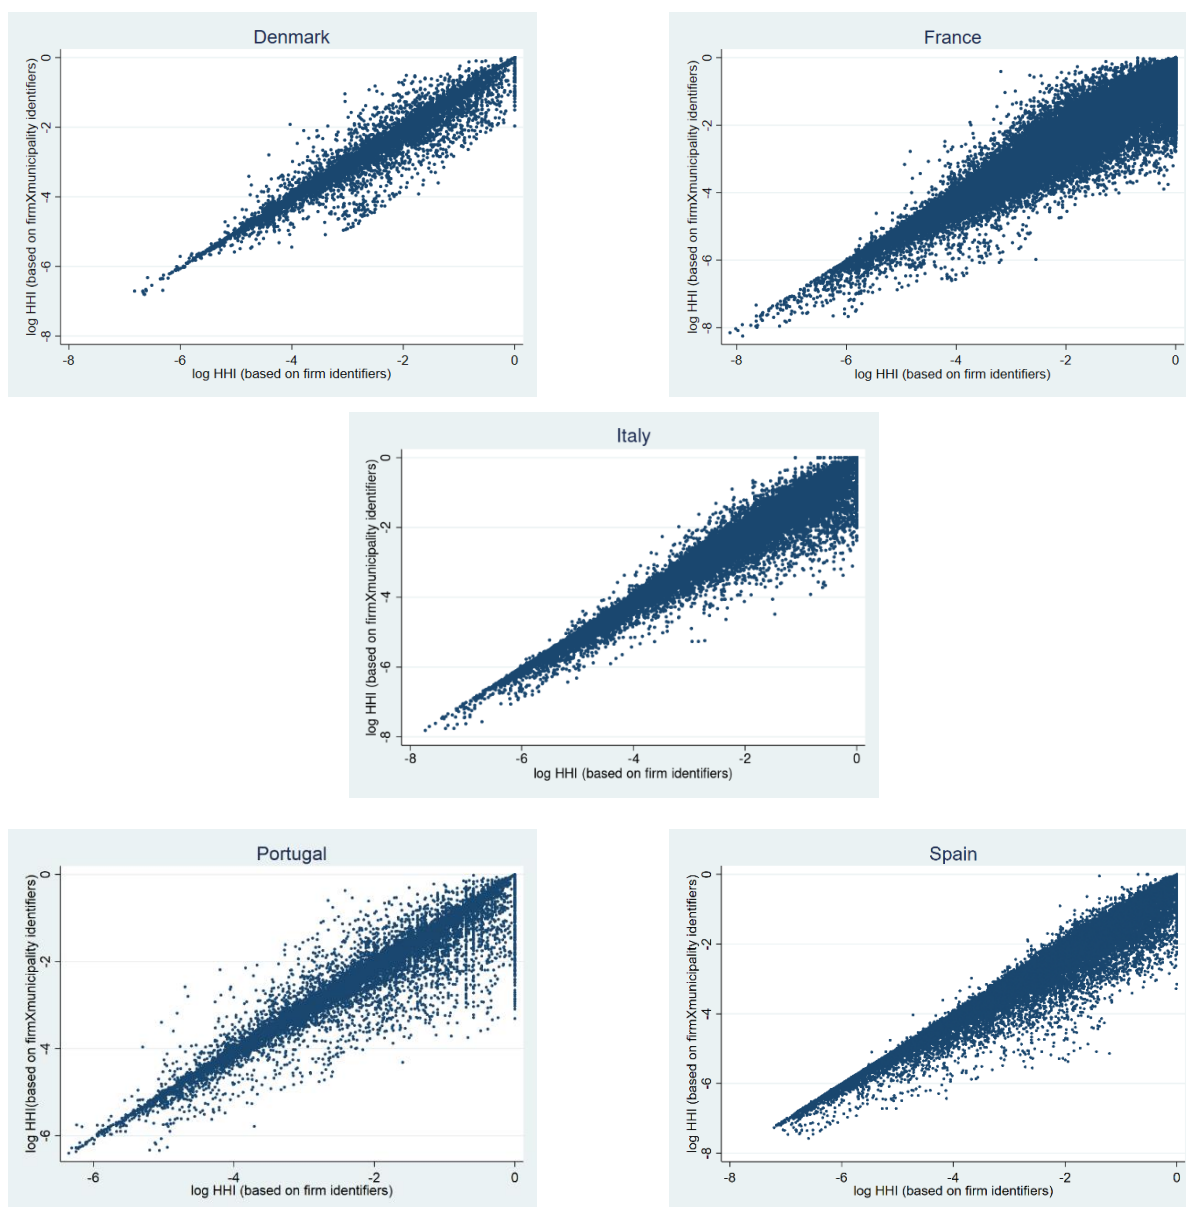 Denmark
log HHI (based on firmXmunicipality identifiers)
0
-2
-4
-6
-8
-8 -6 -4 -2 0
log HHI (based on firm identifiers)
France
log HHI (based on firmXmunicipality identifiers)
0
-2
-4
-6
-8
-8 -6 -4 -2 0
log HHI (based on firm identifiers)
Italy
log HHI (based on firmXmunicipality identifiers)
0
-2
-4
-6
-8
-8 -6 -4 -2 0
log HHI (based on firm identifiers)
Portugal
log HHI(based on firmXmunicipality identifiers)
0
-2
-4
-6
-6 -4 -2 0
log HHI (based on firm identifiers)
Spain
log HHI (based on firmXmunicipality identifiers)
0
-2
-4
-6
-8
-8 -6 -4 -2 0
log HHI (based on firm identifiers)